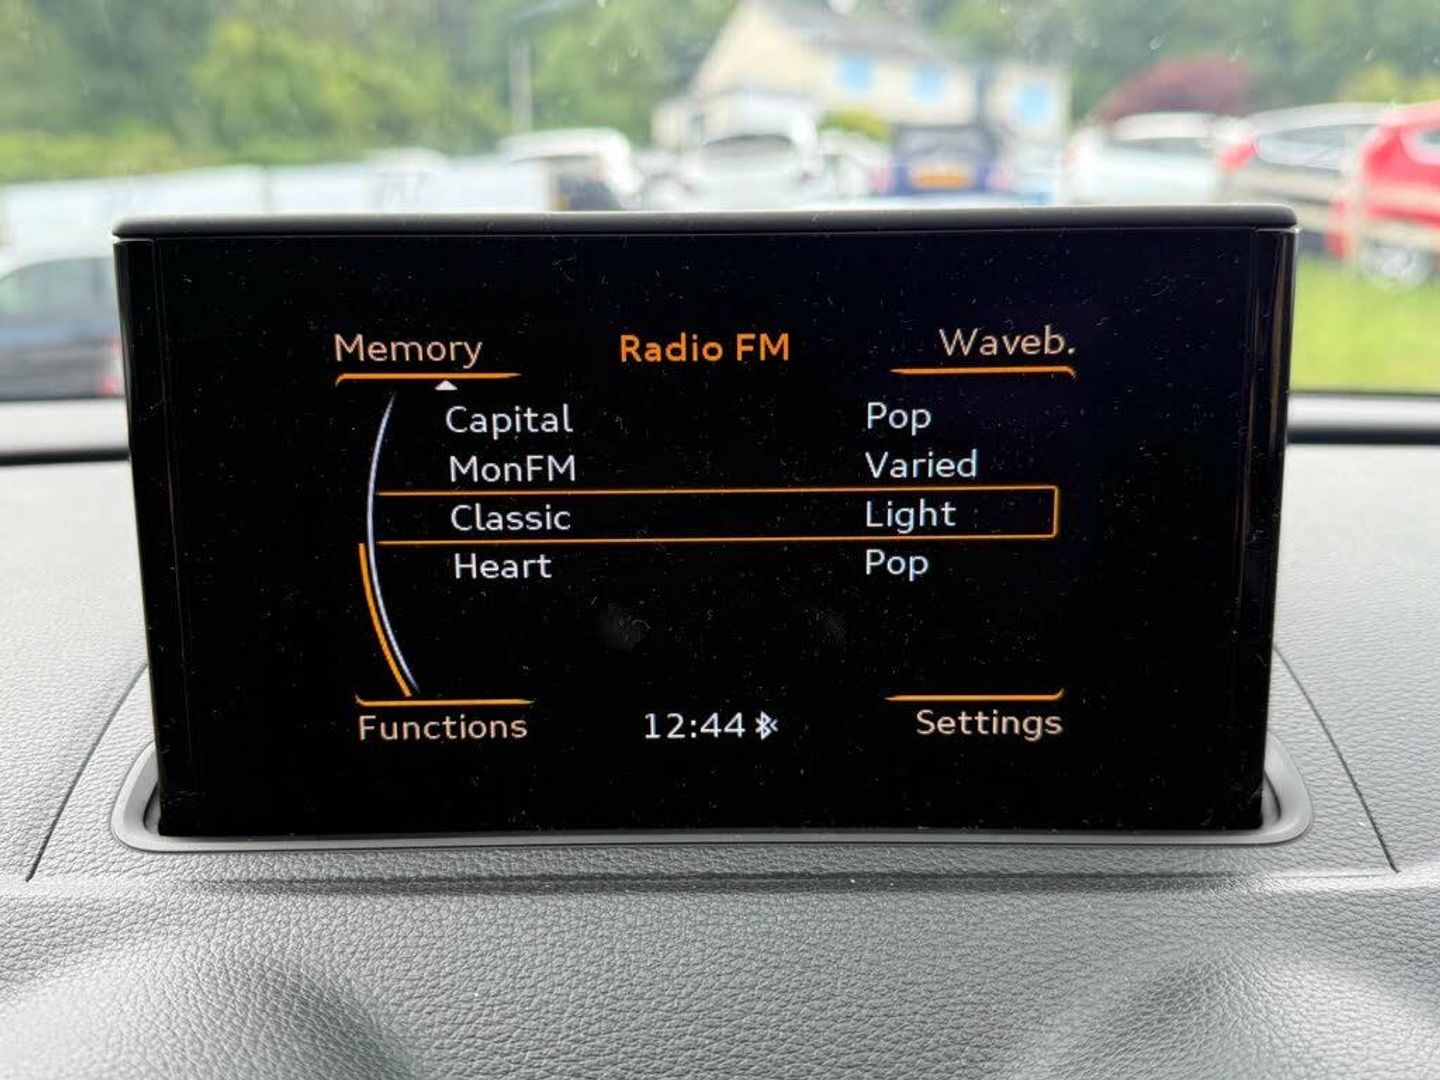 Memory Radio FM Waveb.
Capital Pop
MonFM Varied
Classic Light
Heart Pop
Functions 12:44 Settings